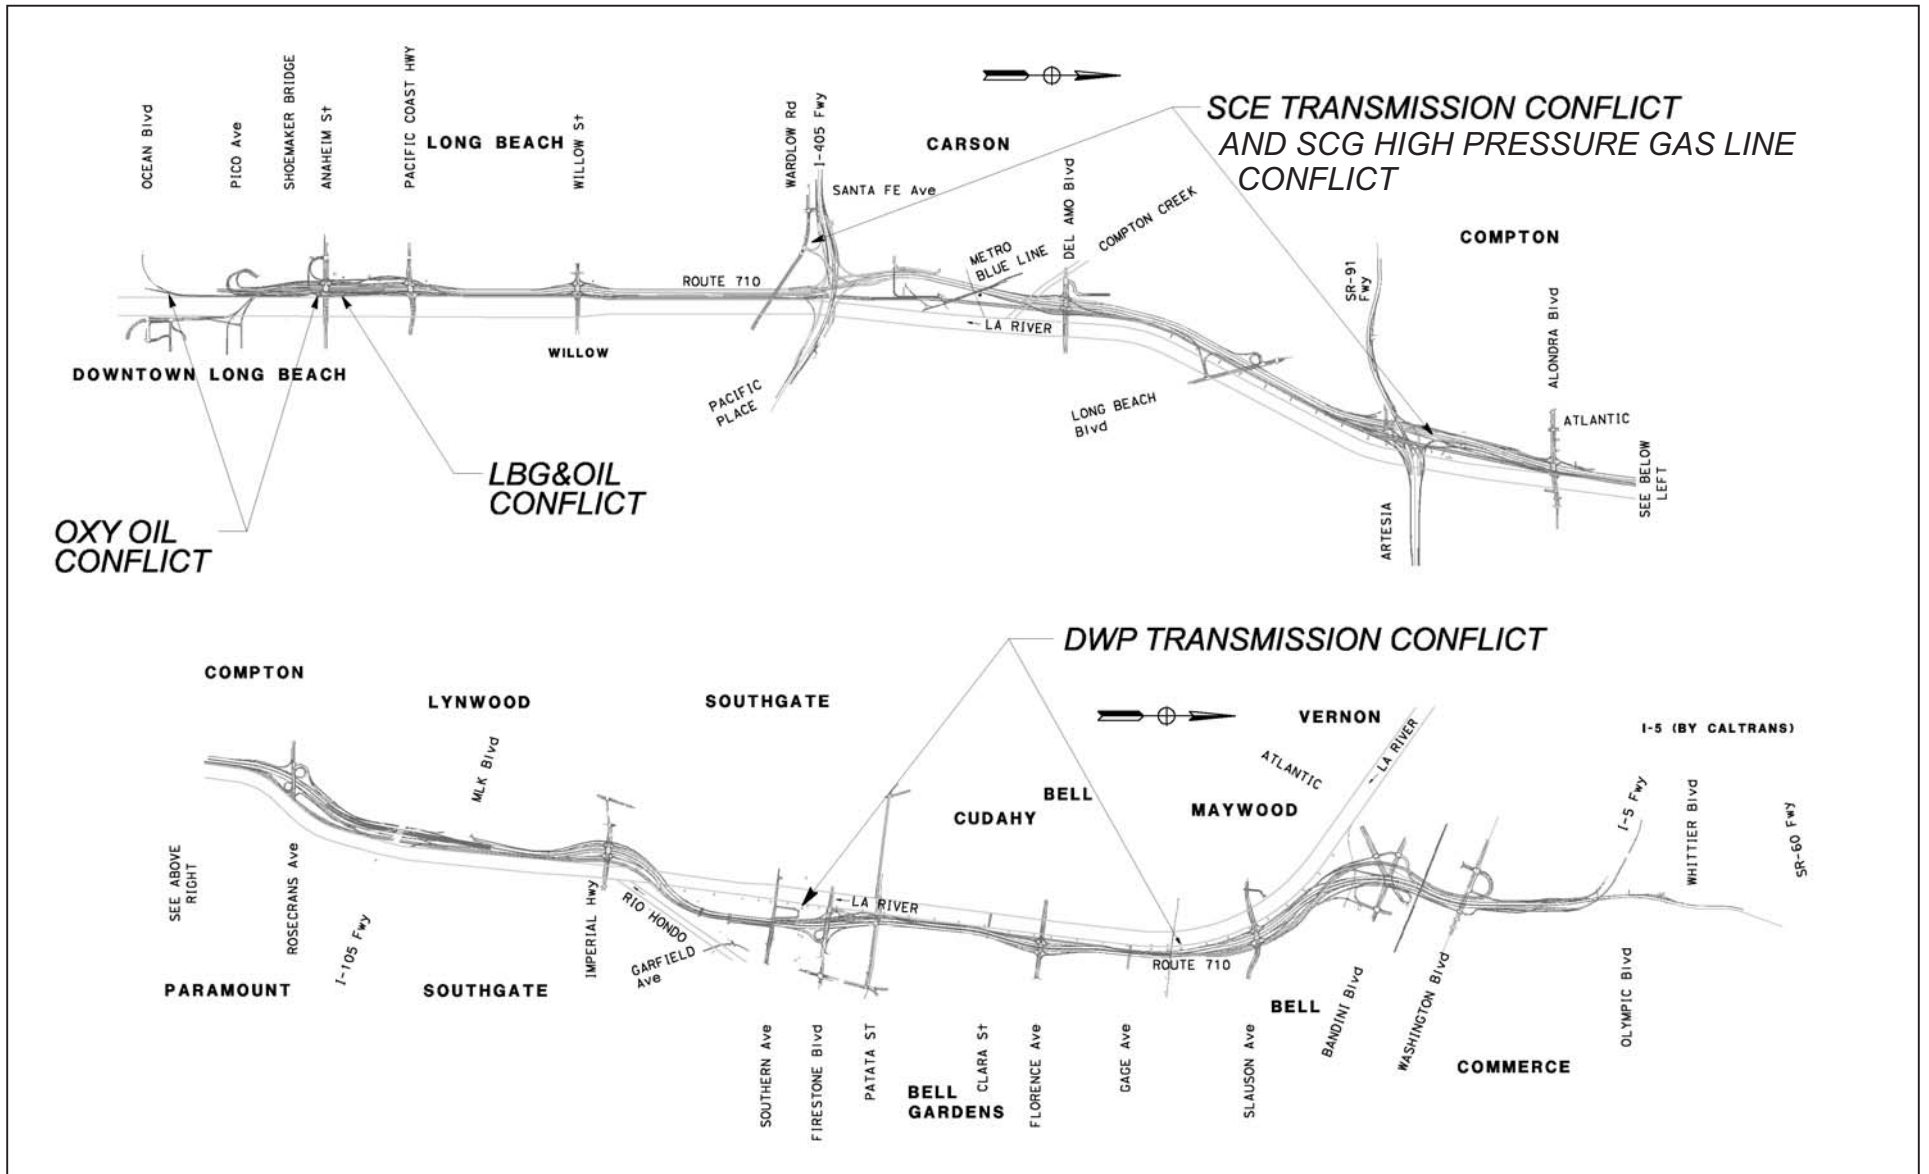 OCEAN Blvd
PICO Ave
SHOEMAKER BRIDGE
ANAHEIM St
PACIFIC COAST HWY
LONG BEACH
WILLOW St
WARDLOW Rd
I-405 Fwy
SANTA FE Ave
CARSON
SCE TRANSMISSION CONFLICT
AND SCG HIGH PRESSURE GAS LINE
CONFLICT
DEL AMO Blvd
COMPTON CREEK
METRO
BLUE LINE
COMPTON
SR-91
Fwy
ALONDRA Blvd
ROUTE 710
LA RIVER
WILLOW
DOWNTOWN LONG BEACH
PACIFIC
PLACE
LONG BEACH
Blvd
ATLANTIC
SEE BELOW
LEFT
ARTESIA
LBG&OIL
CONFLICT
OXY OIL
CONFLICT
DWP TRANSMISSION CONFLICT
COMPTON
LYNWOOD
SOUTHGATE
VERNON
LA RIVER
I-5 (BY CALTRANS)
MLK Blvd
ATLANTIC
BELL
CUDAHY
MAYWOOD
I-5 Fwy
WHITTIER Blvd
SR-60 Fwy
SEE ABOVE
RIGHT
ROSECRANS Ave
I-105 Fwy
IMPERIAL Hwy
RIO HONDO
GARFIELD
Ave
LA RIVER
ROUTE 710
PARAMOUNT
SOUTHGATE
BELL
BANDINI Blvd
WASHINGTON Blvd
OLYMPIC Blvd
SOUTHERN Ave
FIRESTONE Blvd
PATATA ST
CLARA St
FLORENCE Ave
GAGE Ave
SLAUSON Ave
COMMERCE
BELL
GARDENS